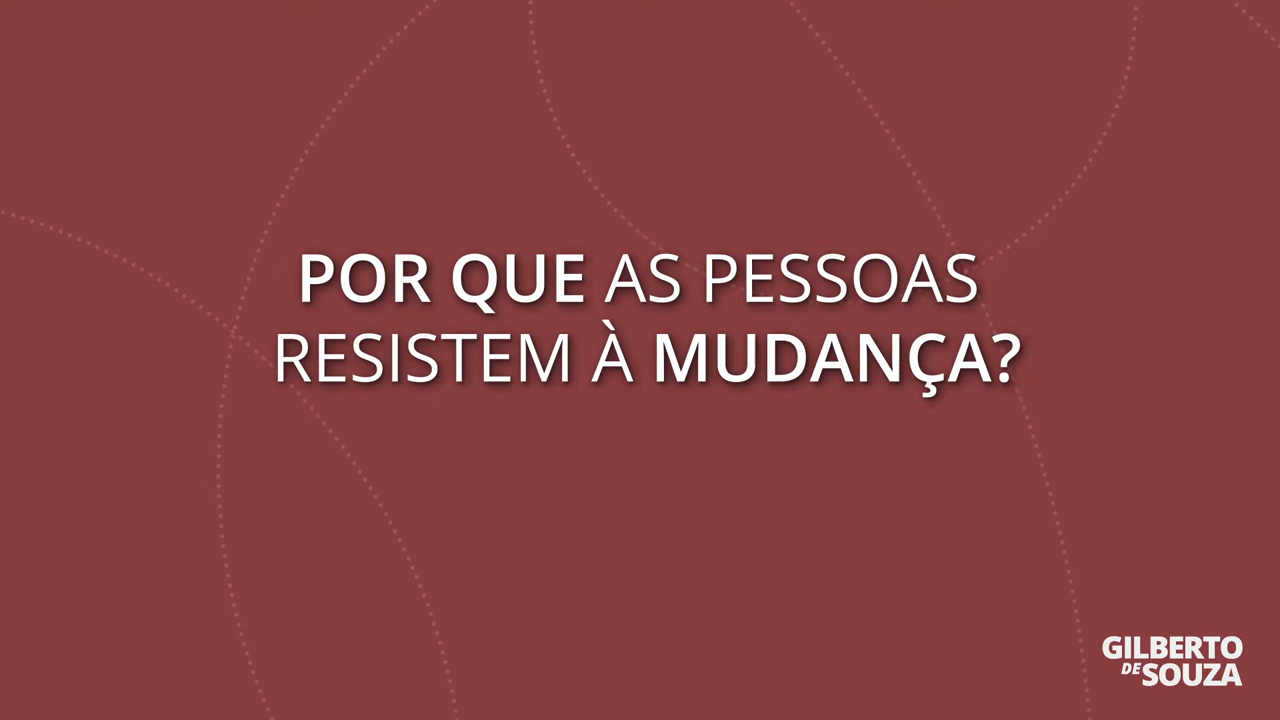 POR QUE AS PESSOAS
RESISTEM À MUDANÇA?
GILBERTO
DE SOUZA